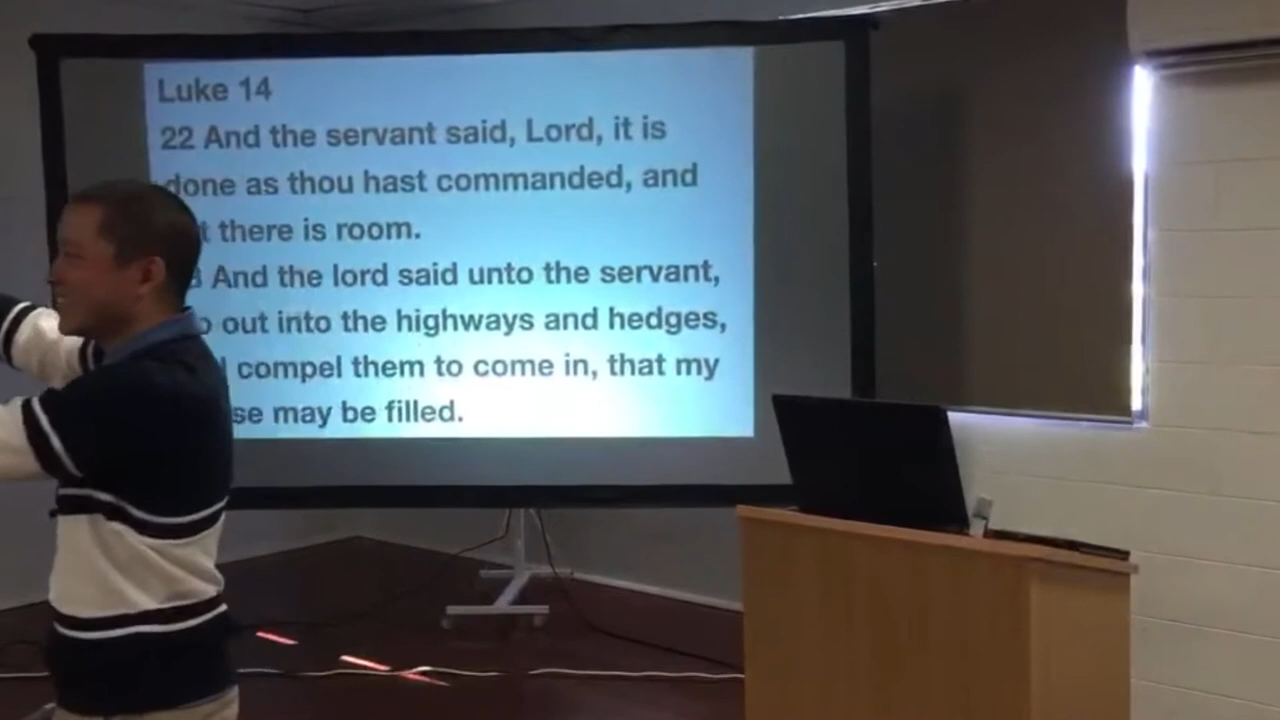 Luke 14
22 And the servant said, Lord, it is
done as thou hast commanded, and
there is room.
And the lord said unto the servant,
out into the highways and hedges,
compel them to come in, that my
may be filled.